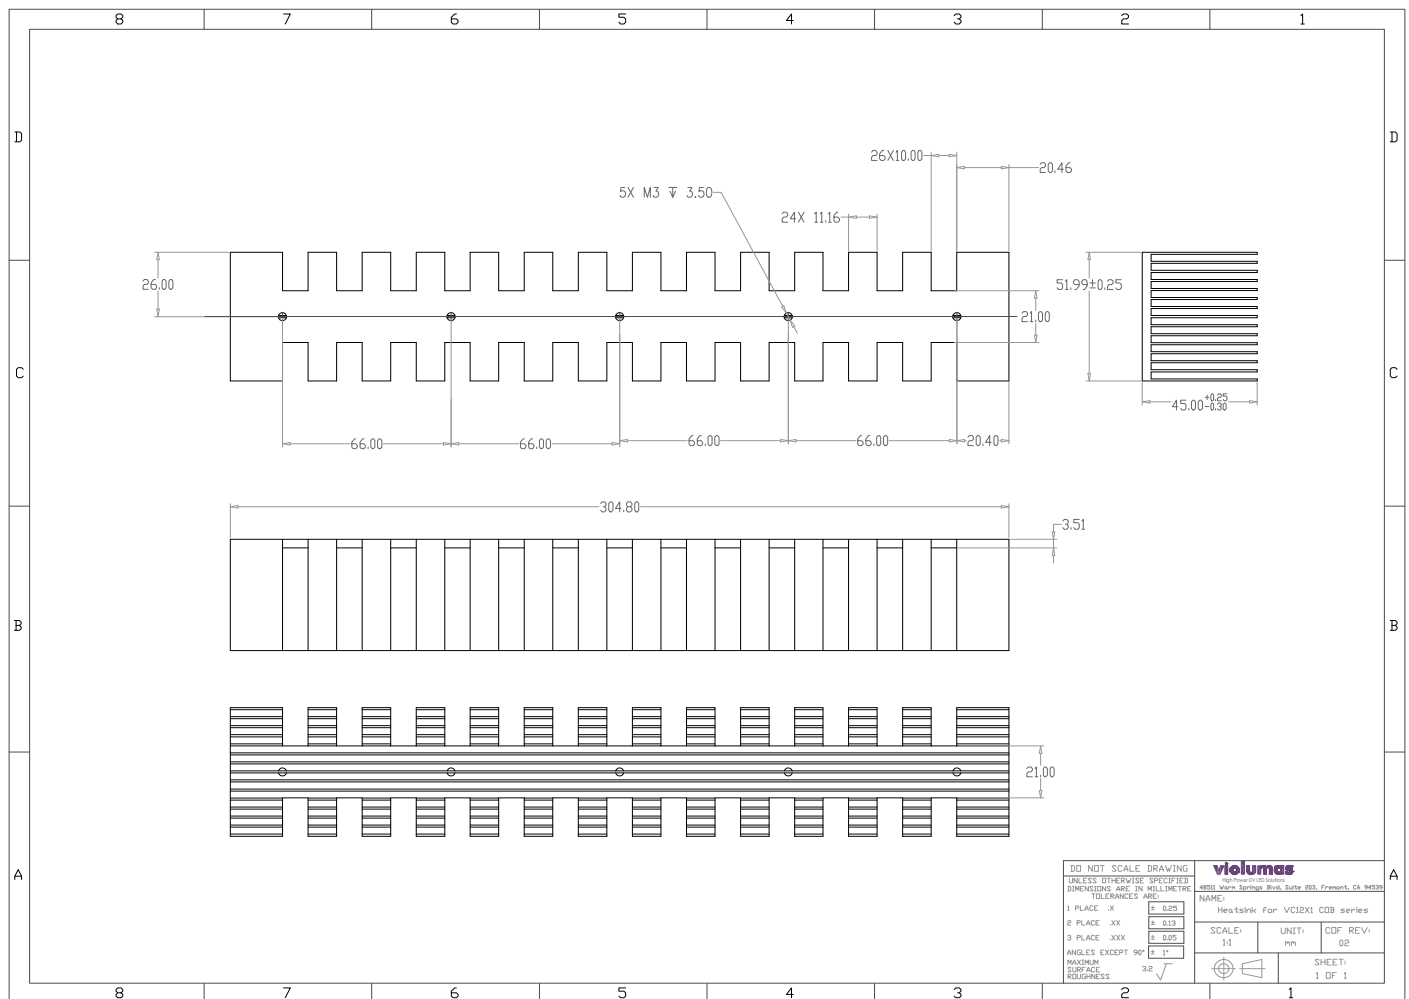 8 7 6 5 4 3 2 1
D D
26X10.00
20.46
5X M3 ↧ 3.50
24X 11.16
26.00
51.99±0.25
21.00
C C
45.00 +0.25 -0.30
66.00 66.00 66.00 66.00 20.40
304.80
3.51
B B
21.00
A A
DO NOT SCALE DRAWING
UNLESS OTHERWISE SPECIFIED
DIMENSIONS ARE IN MILLIMETRE
TOLERANCES ARE:
1 PLACE .X ± 0.25
2 PLACE .XX ± 0.13
3 PLACE .XXX ± 0.05
ANGLES EXCEPT 90° ± 1°
MAXIMUM
SURFACE
ROUGHNESS
3.2
violumas
High Power UV LED Solutions
48511 Warm Springs Blvd, Suite 203, Fremont, CA 94539
NAME:
Heatsink for VC12X1 COB series
SCALE: UNIT: COF REV:
1:1 mm 02
SHEET:
1 OF 1
8 7 6 5 4 3 2 1